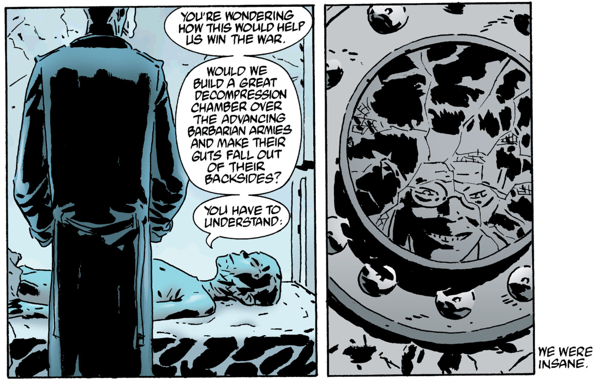 YOU'RE WONDERING
HOW THIS WOULD HELP
US WIN THE WAR.
WOULD WE
BUILD A GREAT
DECOMPRESSION
CHAMBER OVER
THE ADVANCING
BARBARIAN ARMIES
AND MAKE THEIR
GUTS FALL OUT
OF THEIR
BACKSIDES?
YOU HAVE TO
UNDERSTAND:
WE WERE
INSANE.